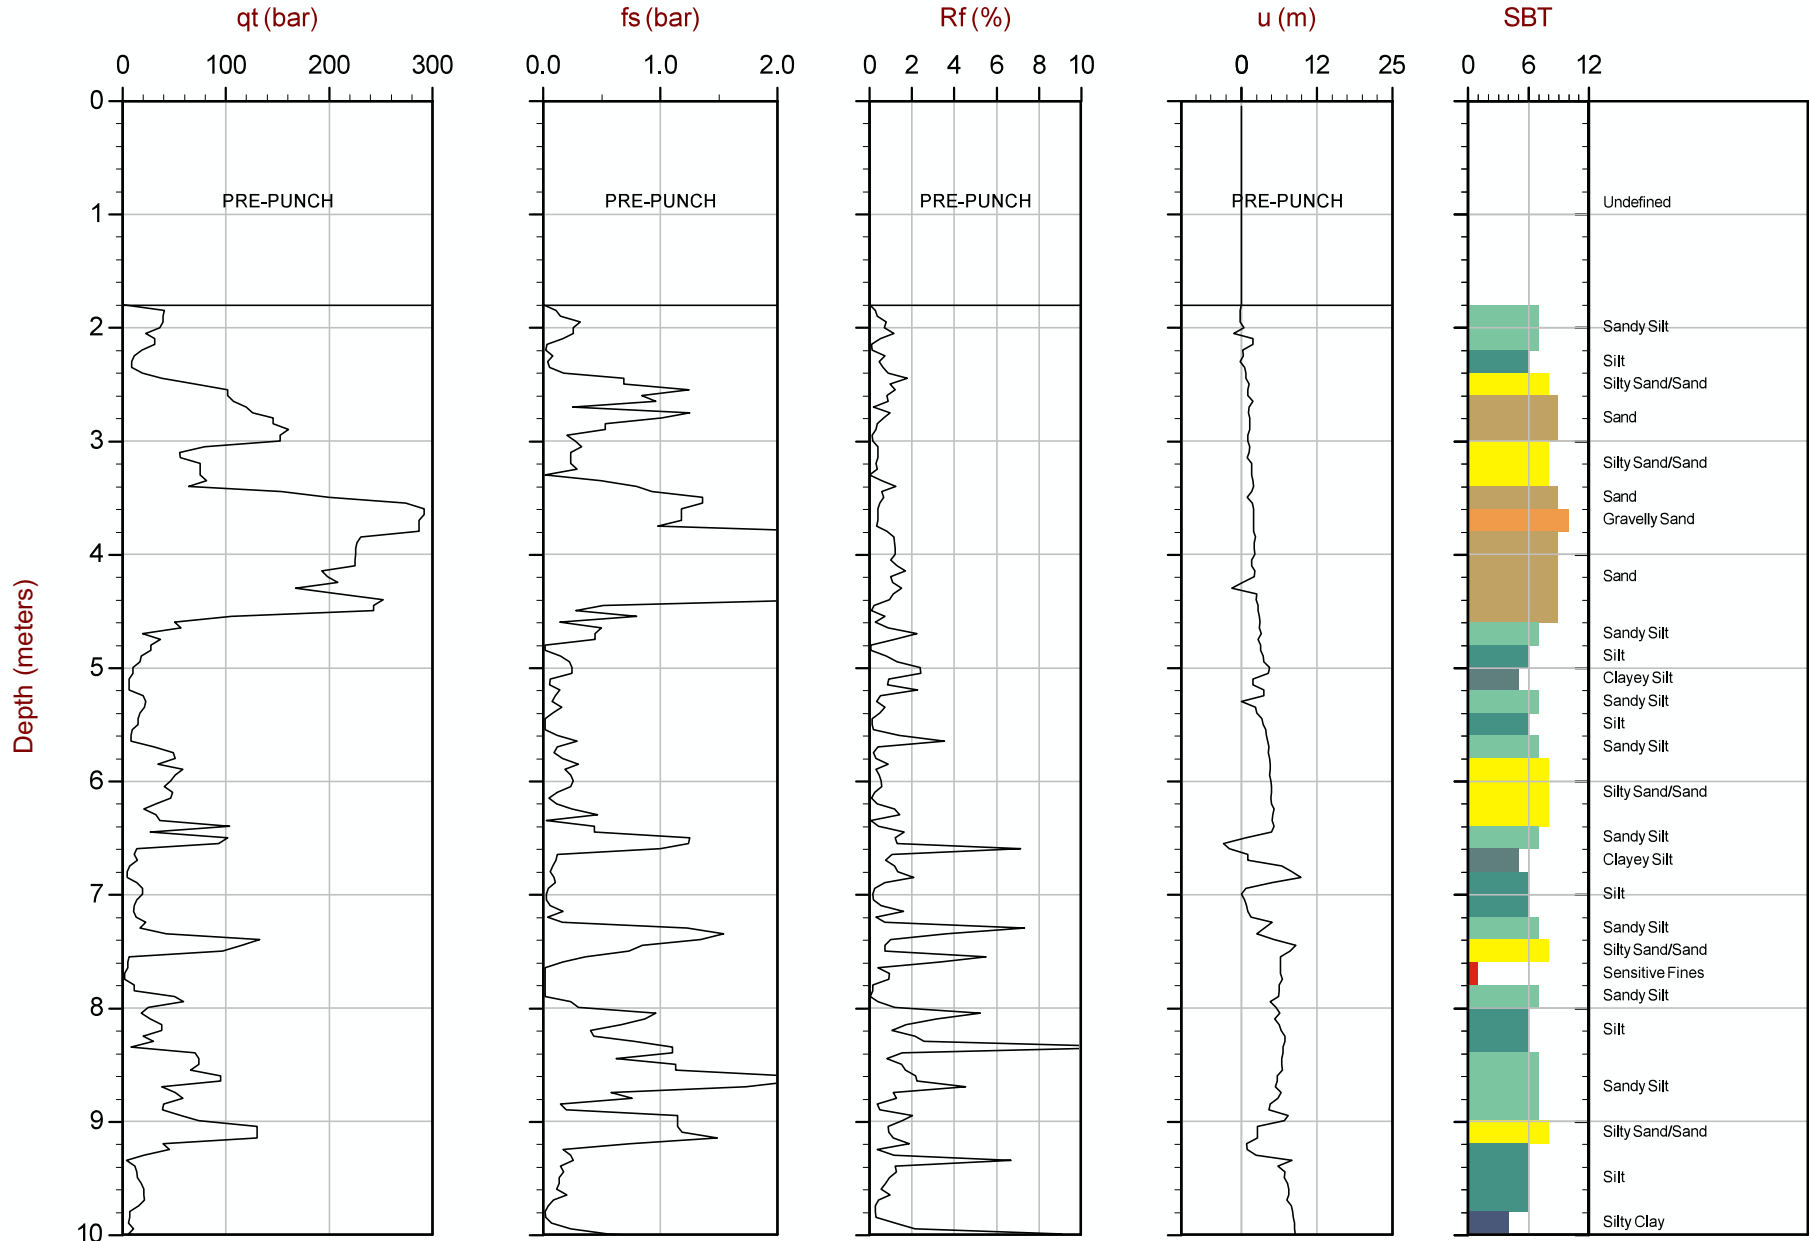 qt (bar) fs (bar) Rf (%) u (m) SBT
0 100 200 300 0.0 1.0 2.0 0 2 4 6 8 10 0 12 25 0 6 12
0
PRE-PUNCH PRE-PUNCH PRE-PUNCH PRE-PUNCH Undefined
1
2 Sandy Silt
Silt
Silty Sand/Sand
Sand
3
Silty Sand/Sand
Sand
Gravelly Sand
4
Sand
Sandy Silt
Silt
5
Clayey Silt
Sandy Silt
Silt
Sandy Silt
6
Silty Sand/Sand
Sandy Silt
Clayey Silt
7 Silt
Sandy Silt
Silty Sand/Sand
Sensitive Fines
Sandy Silt
8
Silt
Sandy Silt
9
Silty Sand/Sand
Silt
Silty Clay
10
Depth (meters)